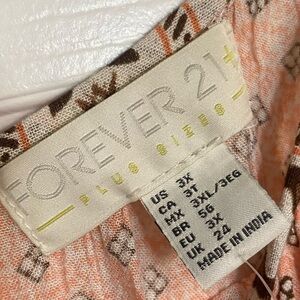 FOREVER 21+
PLUS SIZES
US 3X
CA 3T
MX 3XL/3EG
BR 56
EU 3X
UK 24
MADE IN INDIA